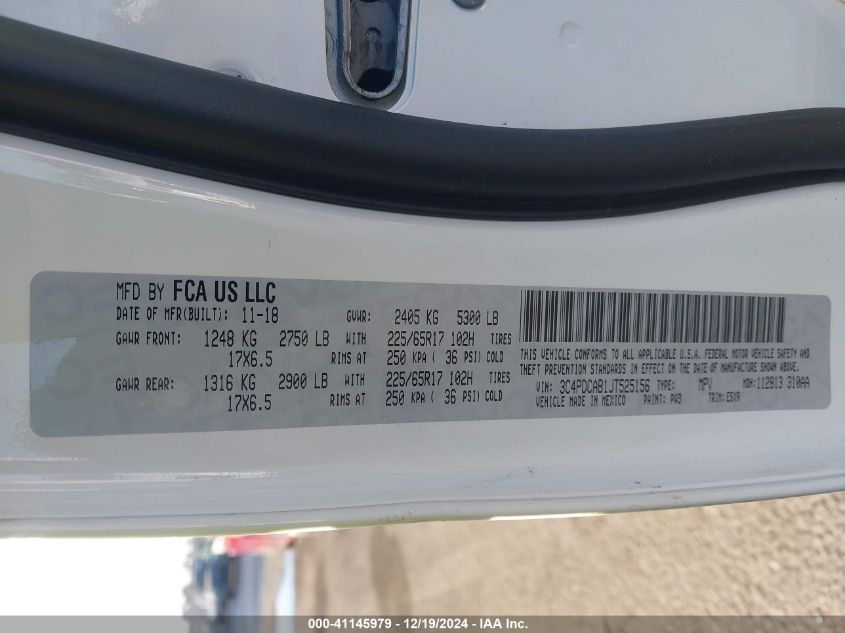 MFD BY FCA US LLC
DATE OF MFR(BUILT): 11-18 GVWR: 2405 KG 5300 LB
GAWR FRONT: 1248 KG 2750 LB WITH 225/65R17 102H TIRES
17X6.5 RIMS AT 250 KPA ( 36 PSI) COLD
GAWR REAR: 1316 KG 2900 LB WITH 225/65R17 102H TIRES
17X6.5 RIMS AT 250 KPA ( 36 PSI) COLD
THIS VEHICLE CONFORMS TO ALL APPLICABLE U.S.A. FEDERAL MOTOR VEHICLE SAFETY AND
THEFT PREVENTION STANDARDS IN EFFECT ON THE DATE OF MANUFACTURE SHOWN ABOVE.
VIN: 3C4PDCAB1JT525156 TYPE: MPV MDH: 112813 310AA
VEHICLE MADE IN MEXICO PAINT: PW3 TRIM: E5X9
000-41145979 - 12/19/2024 - IAA Inc.